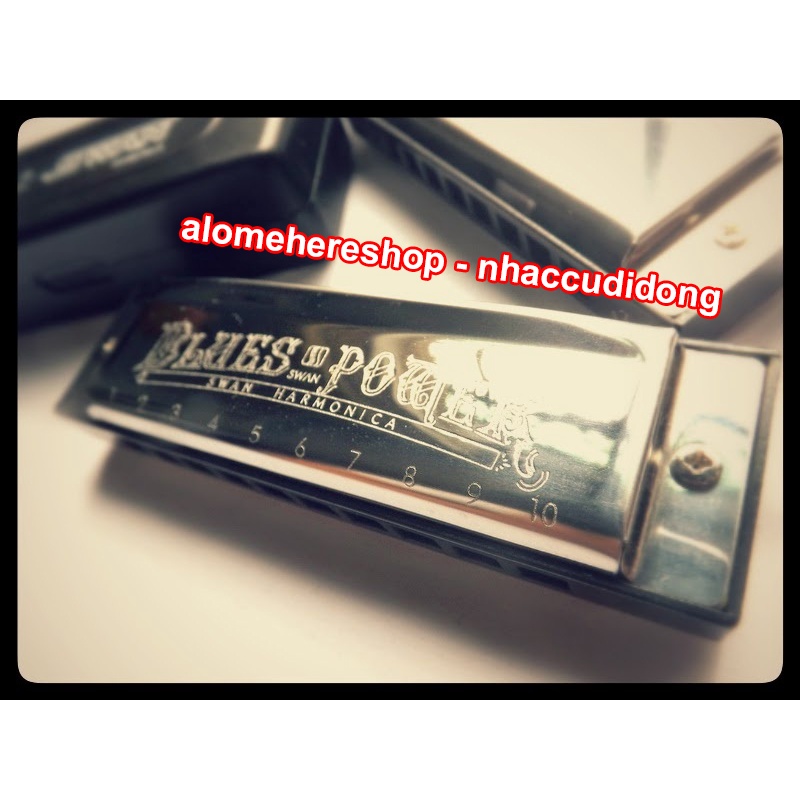 alomehereshop - nhaccudidong
BLUES SWAN POWER
SWAN HARMONICA
1 2 3 4 5 6 7 8 9 10